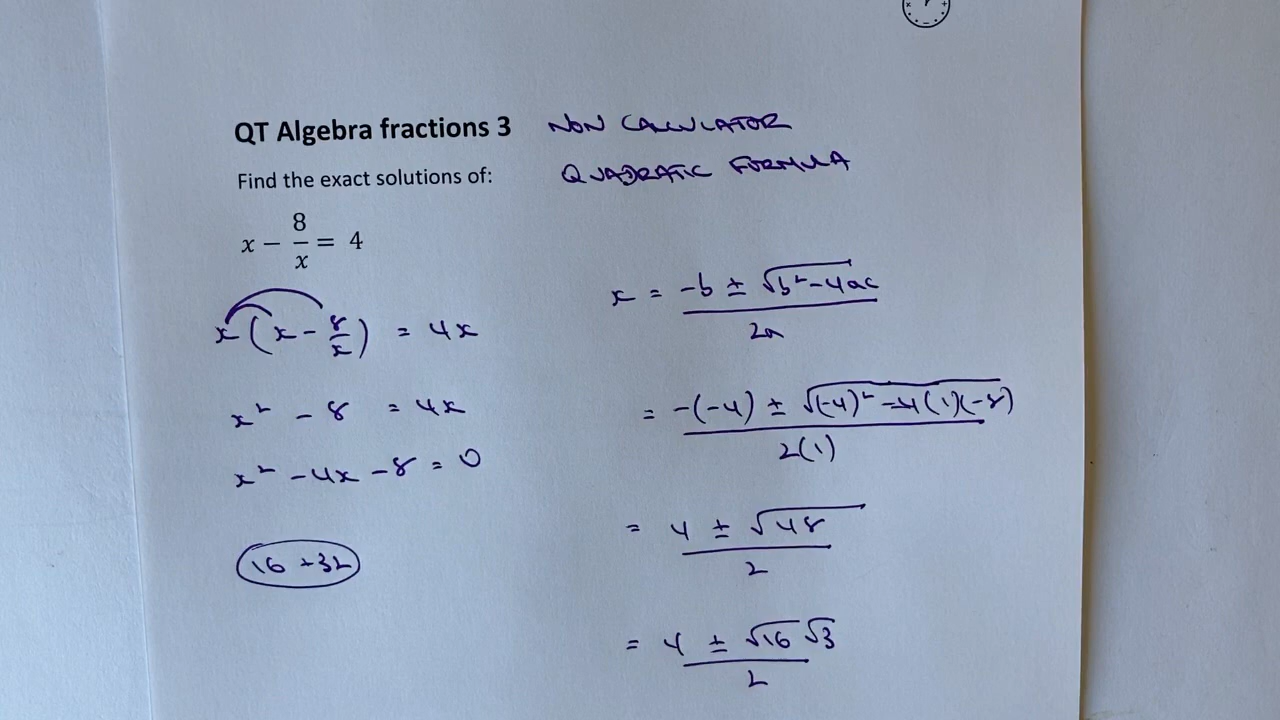 QT Algebra fractions 3 NON CALCULATOR
Find the exact solutions of: QUADRATIC FORMULA
x − 8/x = 4
x(x − 8/x) = 4x
x² − 8 = 4x
x² − 4x − 8 = 0
16 + 32
x = (-b ± √(b² − 4ac))/2a
= (-(-4) ± √((-4)² − 4(1)(-8)))/2(1)
= (4 ± √48)/2
= (4 ± √16 √3)/2